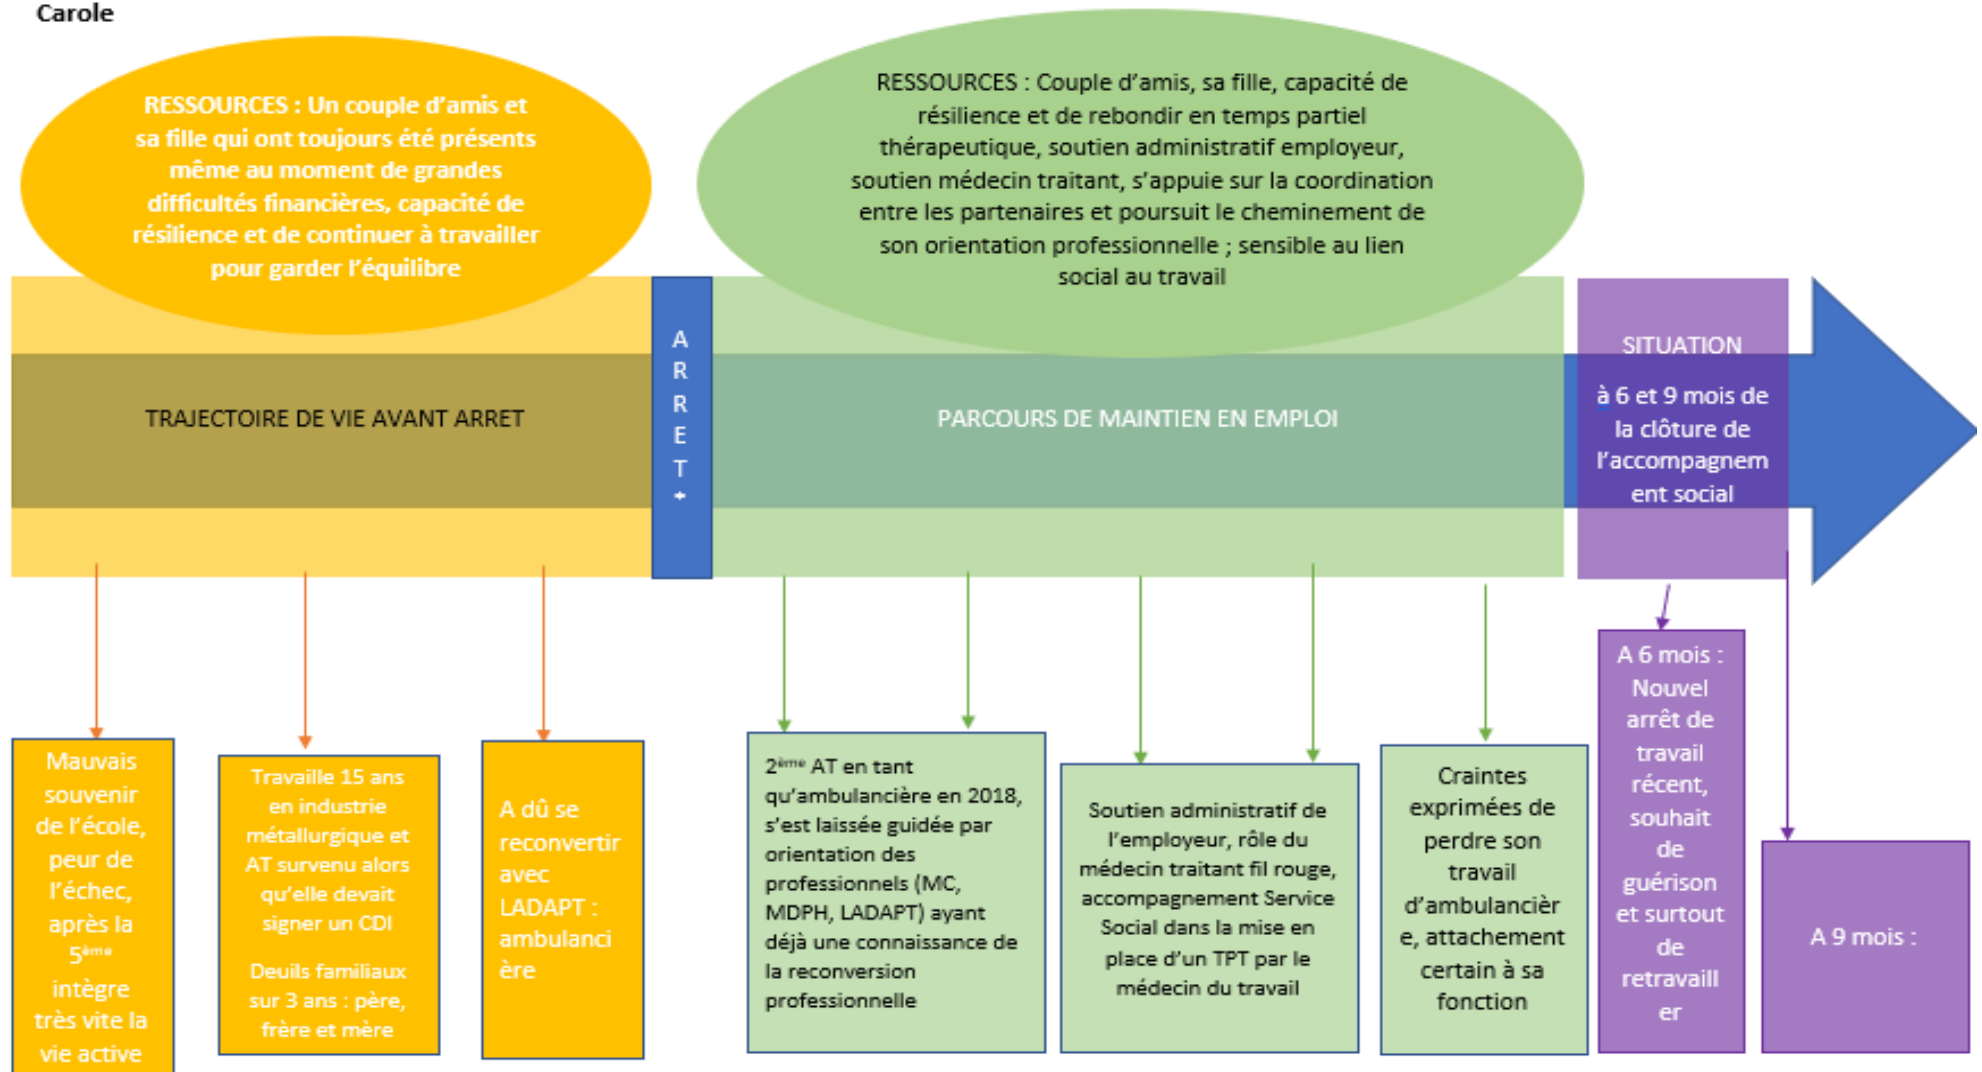 Carole
RESSOURCES : Un couple d’amis et
sa fille qui ont toujours été présents
même au moment de grandes
difficultés financières, capacité de
résilience et de continuer à travailler
pour garder l’équilibre
RESSOURCES : Couple d’amis, sa fille, capacité de
résilience et de rebondir en temps partiel
thérapeutique, soutien administratif employeur,
soutien médecin traitant, s’appuie sur la coordination
entre les partenaires et poursuit le cheminement de
son orientation professionnelle ; sensible au lien
social au travail
TRAJECTOIRE DE VIE AVANT ARRET
A
R
R
E
T
*
PARCOURS DE MAINTIEN EN EMPLOI
SITUATION
à 6 et 9 mois de
la clôture de
l’accompagnem
ent social
Mauvais
souvenir
de l’école,
peur de
l’échec,
après la
5ème
intègre
très vite la
vie active
Travaille 15 ans
en industrie
métallurgique et
AT survenu alors
qu’elle devait
signer un CDI
Deuils familiaux
sur 3 ans : père,
frère et mère
A dû se
reconvertir
avec
LADAPT :
ambulanci
ère
2ème AT en tant
qu’ambulancière en 2018,
s’est laissée guidée par
orientation des
professionnels (MC,
MDPH, LADAPT) ayant
déjà une connaissance de
la reconversion
professionnelle
Soutien administratif de
l’employeur, rôle du
médecin traitant fil rouge,
accompagnement Service
Social dans la mise en
place d’un TPT par le
médecin du travail
Craintes
exprimées de
perdre son
travail
d’ambulancièr
e, attachement
certain à sa
fonction
A 6 mois :
Nouvel
arrêt de
travail
récent,
souhait
de
guérison
et surtout
de
retravaill
er
A 9 mois :